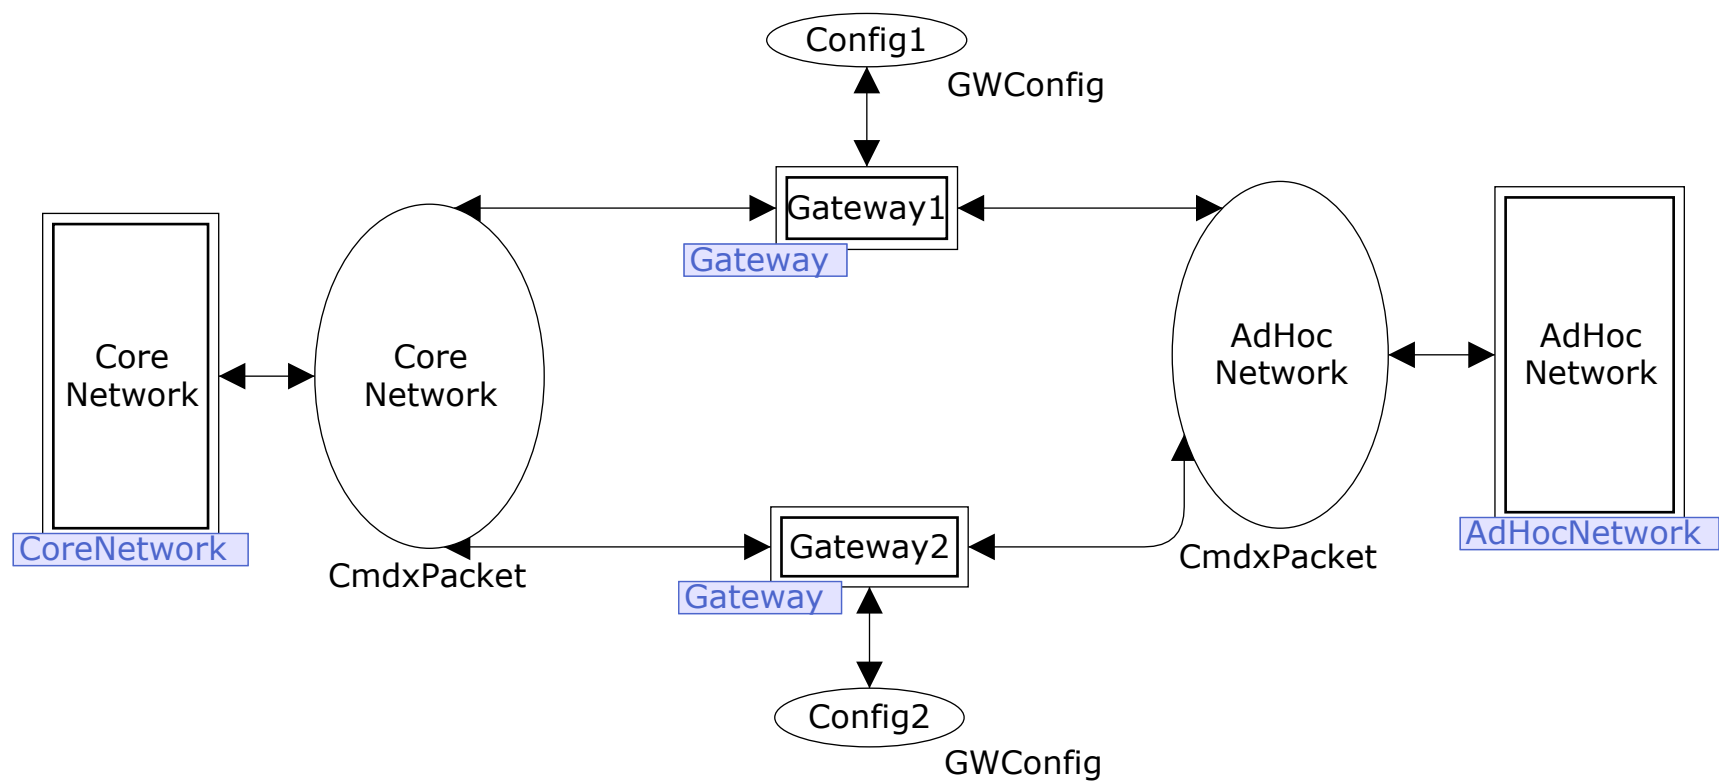 Config1
GWConfig
Gateway1
Gateway
Core
Network
Core
Network
AdHoc
Network
AdHoc
Network
CoreNetwork
CmdxPacket
Gateway2
Gateway
CmdxPacket
AdHocNetwork
Config2
GWConfig